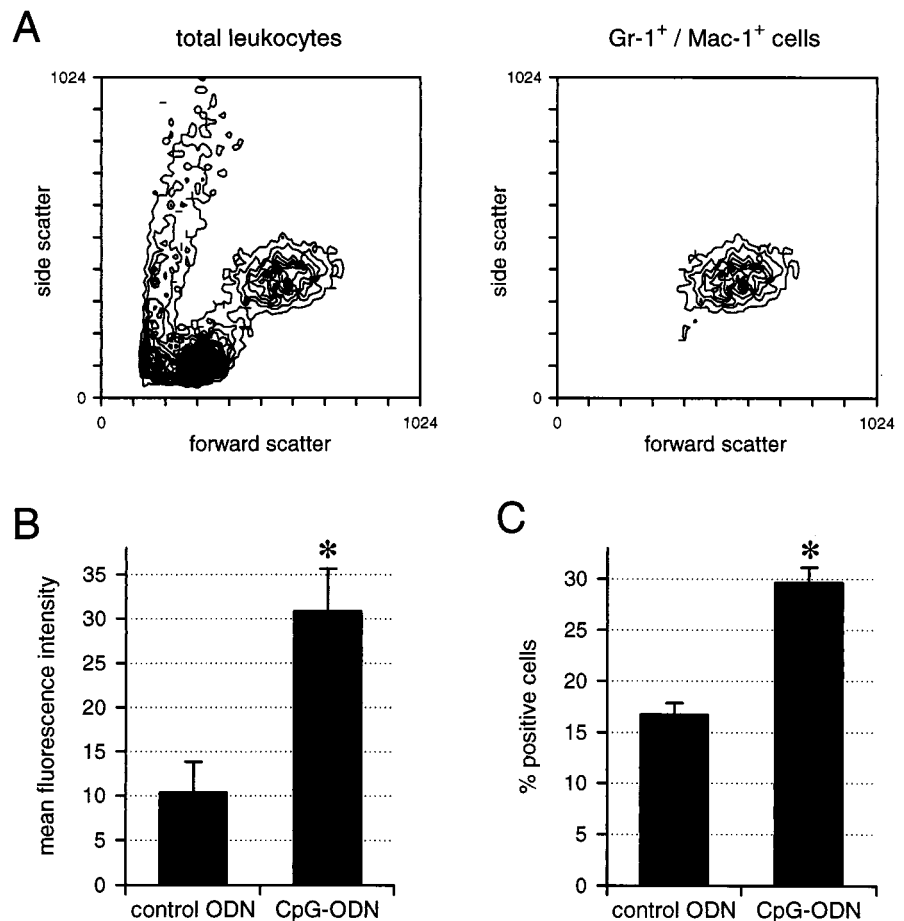 A
total leukocytes
Gr-1⁺ / Mac-1⁺ cells
1024
side scatter
0
0
1024
forward scatter
1024
side scatter
0
0
1024
forward scatter
B
mean fluorescence intensity
35
30
25
20
15
10
5
0
*
control ODN
CpG-ODN
C
% positive cells
30
25
20
15
10
5
0
*
control ODN
CpG-ODN